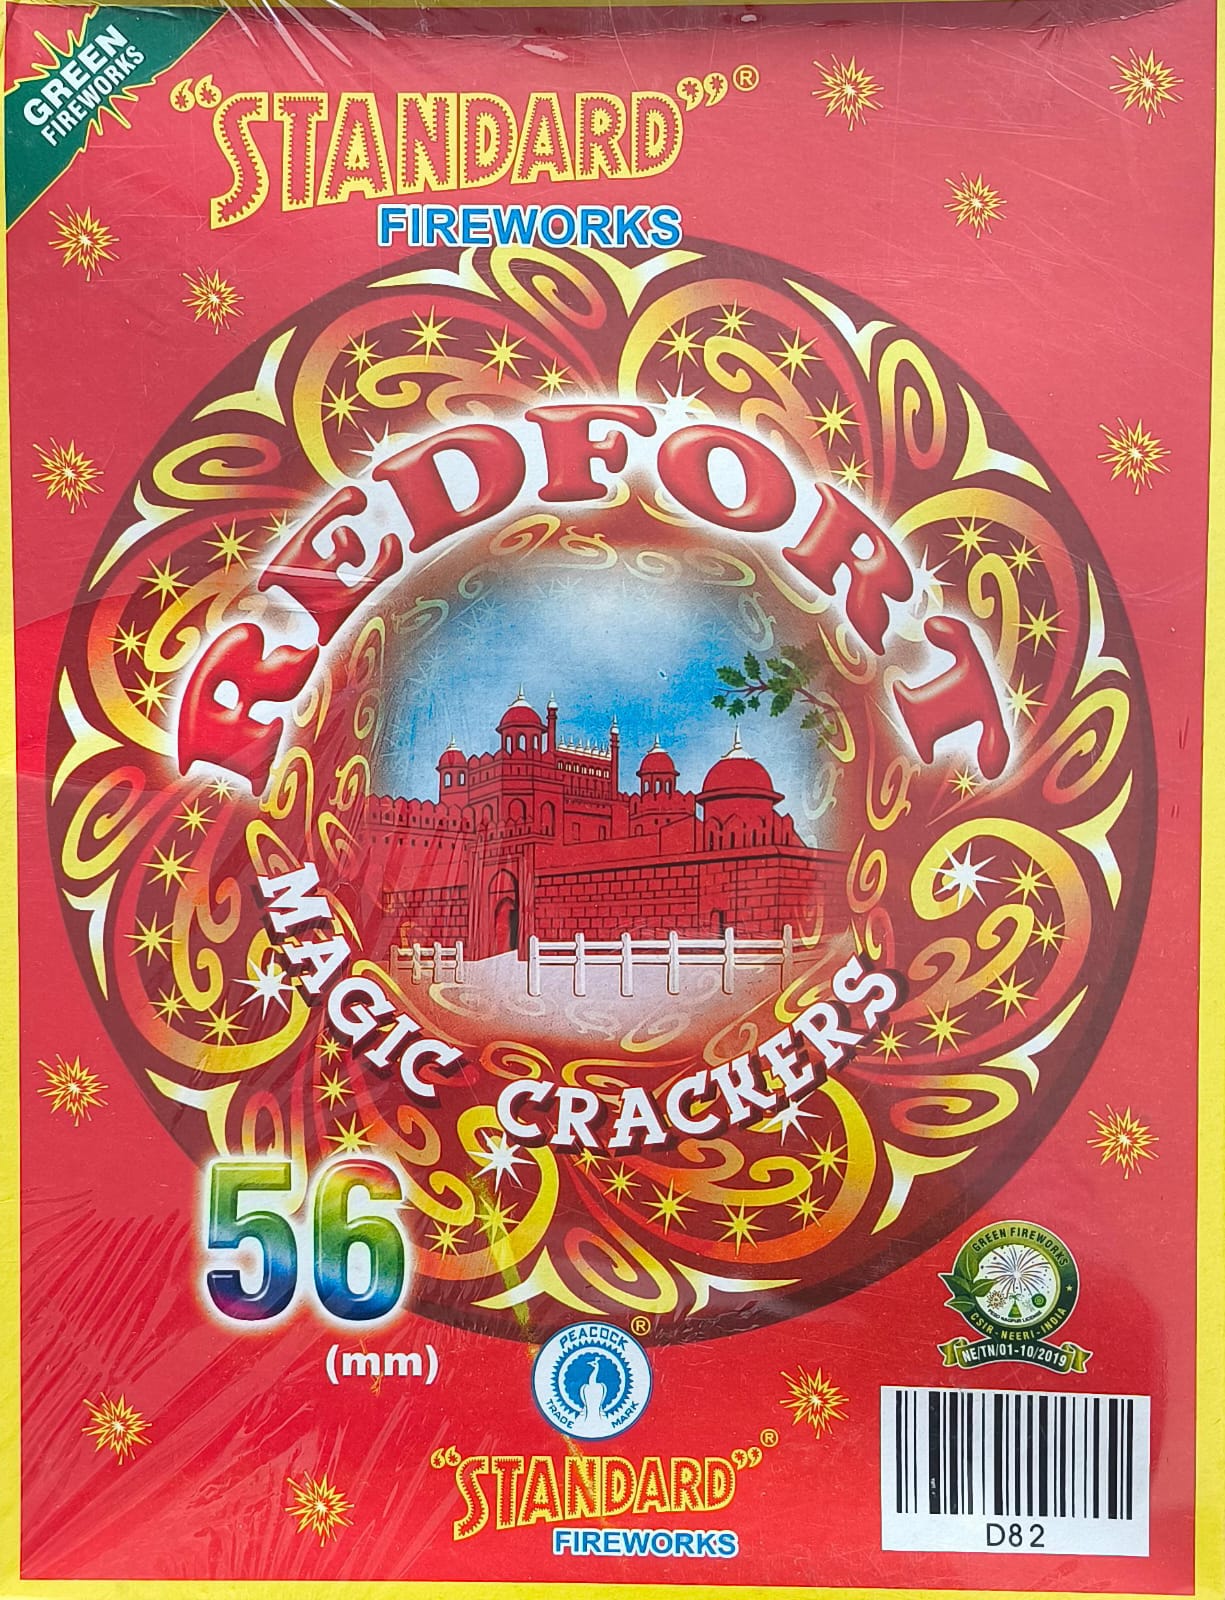 GREEN
FIREWORKS
"STANDARD"®
FIREWORKS
REDFORT
MAGIC CRACKERS
56
(mm)
GREEN FIREWORKS
CSIR-NEERI-INDIA
NE/TN/01-10/2019
®
PEACOCK
TRADE MARK
"STANDARD"®
FIREWORKS
D82